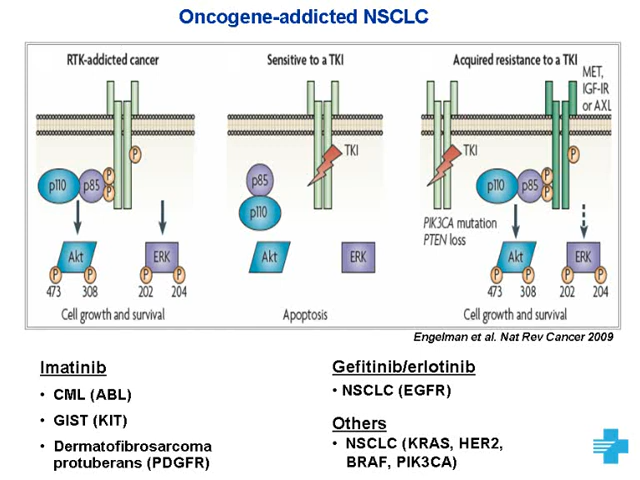 Oncogene-addicted NSCLC
RTK-addicted cancer
Sensitive to a TKI
Acquired resistance to a TKI
MET,
IGF-IR
or AXL
TKI
TKI
P
P
p110
p85
P
P
p85
p110
p110
p85
P
P
PIK3CA mutation
PTEN loss
Akt
ERK
Akt
ERK
Akt
ERK
P
P
P
P
P
P
P
P
473
308
202
204
473
308
202
204
Cell growth and survival
Apoptosis
Cell growth and survival
Engelman et al. Nat Rev Cancer 2009
Imatinib
• CML (ABL)
• GIST (KIT)
• Dermatofibrosarcoma
protuberans (PDGFR)
Gefitinib/erlotinib
• NSCLC (EGFR)
Others
• NSCLC (KRAS, HER2,
BRAF, PIK3CA)